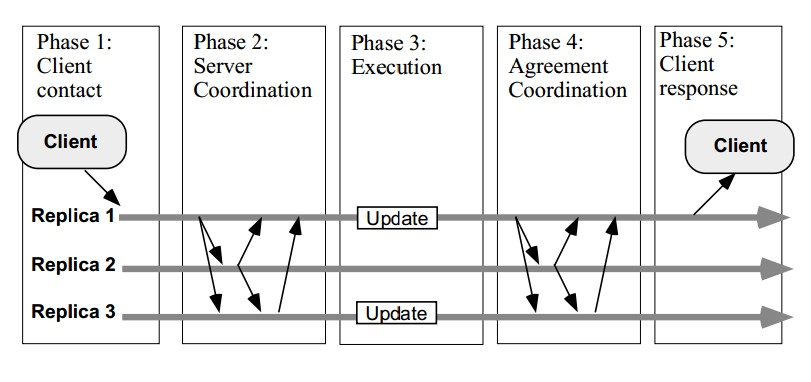 Phase 1:
Client
contact
Phase 2:
Server
Coordination
Phase 3:
Execution
Phase 4:
Agreement
Coordination
Phase 5:
Client
response
Client
Client
Replica 1
Update
Replica 2
Replica 3
Update